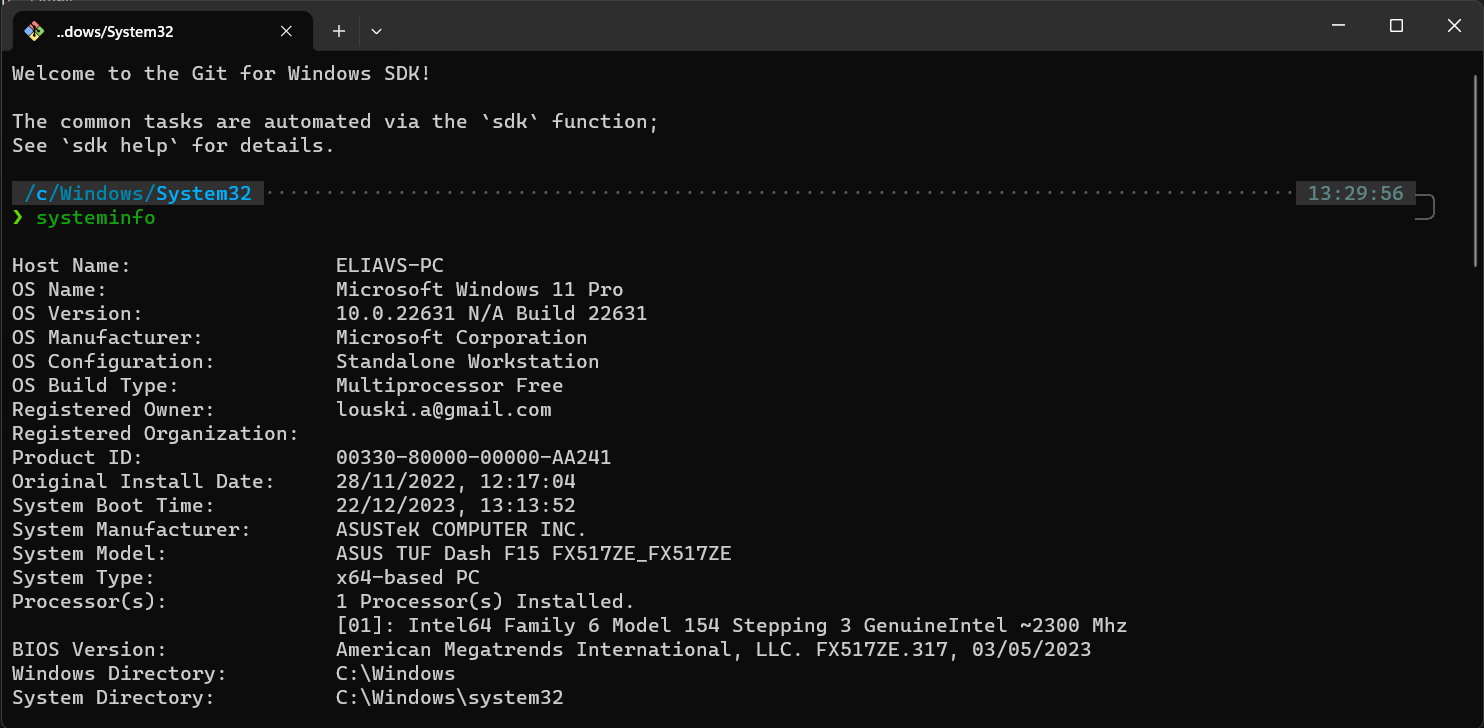 ..dows/System32
Welcome to the Git for Windows SDK!
The common tasks are automated via the `sdk` function;
See `sdk help` for details.
/c/Windows/System32 13:29:56
❯ systeminfo
Host Name: ELIAVS-PC
OS Name: Microsoft Windows 11 Pro
OS Version: 10.0.22631 N/A Build 22631
OS Manufacturer: Microsoft Corporation
OS Configuration: Standalone Workstation
OS Build Type: Multiprocessor Free
Registered Owner: louski.a@gmail.com
Registered Organization:
Product ID: 00330-80000-00000-AA241
Original Install Date: 28/11/2022, 12:17:04
System Boot Time: 22/12/2023, 13:13:52
System Manufacturer: ASUSTeK COMPUTER INC.
System Model: ASUS TUF Dash F15 FX517ZE_FX517ZE
System Type: x64-based PC
Processor(s): 1 Processor(s) Installed.
[01]: Intel64 Family 6 Model 154 Stepping 3 GenuineIntel ~2300 Mhz
BIOS Version: American Megatrends International, LLC. FX517ZE.317, 03/05/2023
Windows Directory: C:\Windows
System Directory: C:\Windows\system32